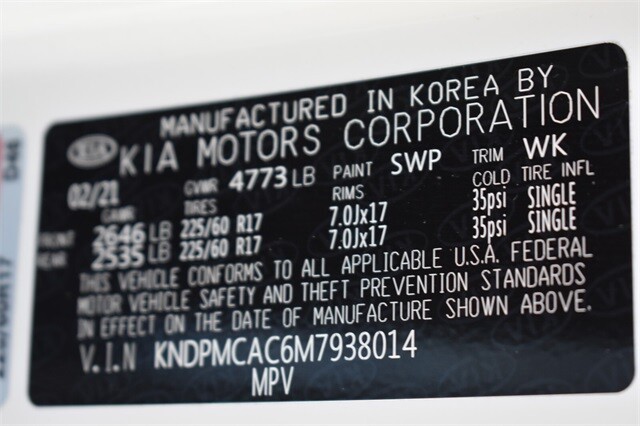 MANUFACTURED IN KOREA BY
KIA KIA MOTORS CORPORATION
02/21 GVWR 4773 LB PAINT SWP TRIM WK
GAWR TIRES RIMS COLD TIRE INFL
FRONT 2646 LB 225/60 R17 7.0Jx17 35psi SINGLE
REAR 2535 LB 225/60 R17 7.0Jx17 35psi SINGLE
THIS VEHICLE CONFORMS TO ALL APPLICABLE U.S.A. FEDERAL
MOTOR VEHICLE SAFETY AND THEFT PREVENTION STANDARDS
IN EFFECT ON THE DATE OF MANUFACTURE SHOWN ABOVE.
V.I.N KNDPMCAC6M7938014
MPV